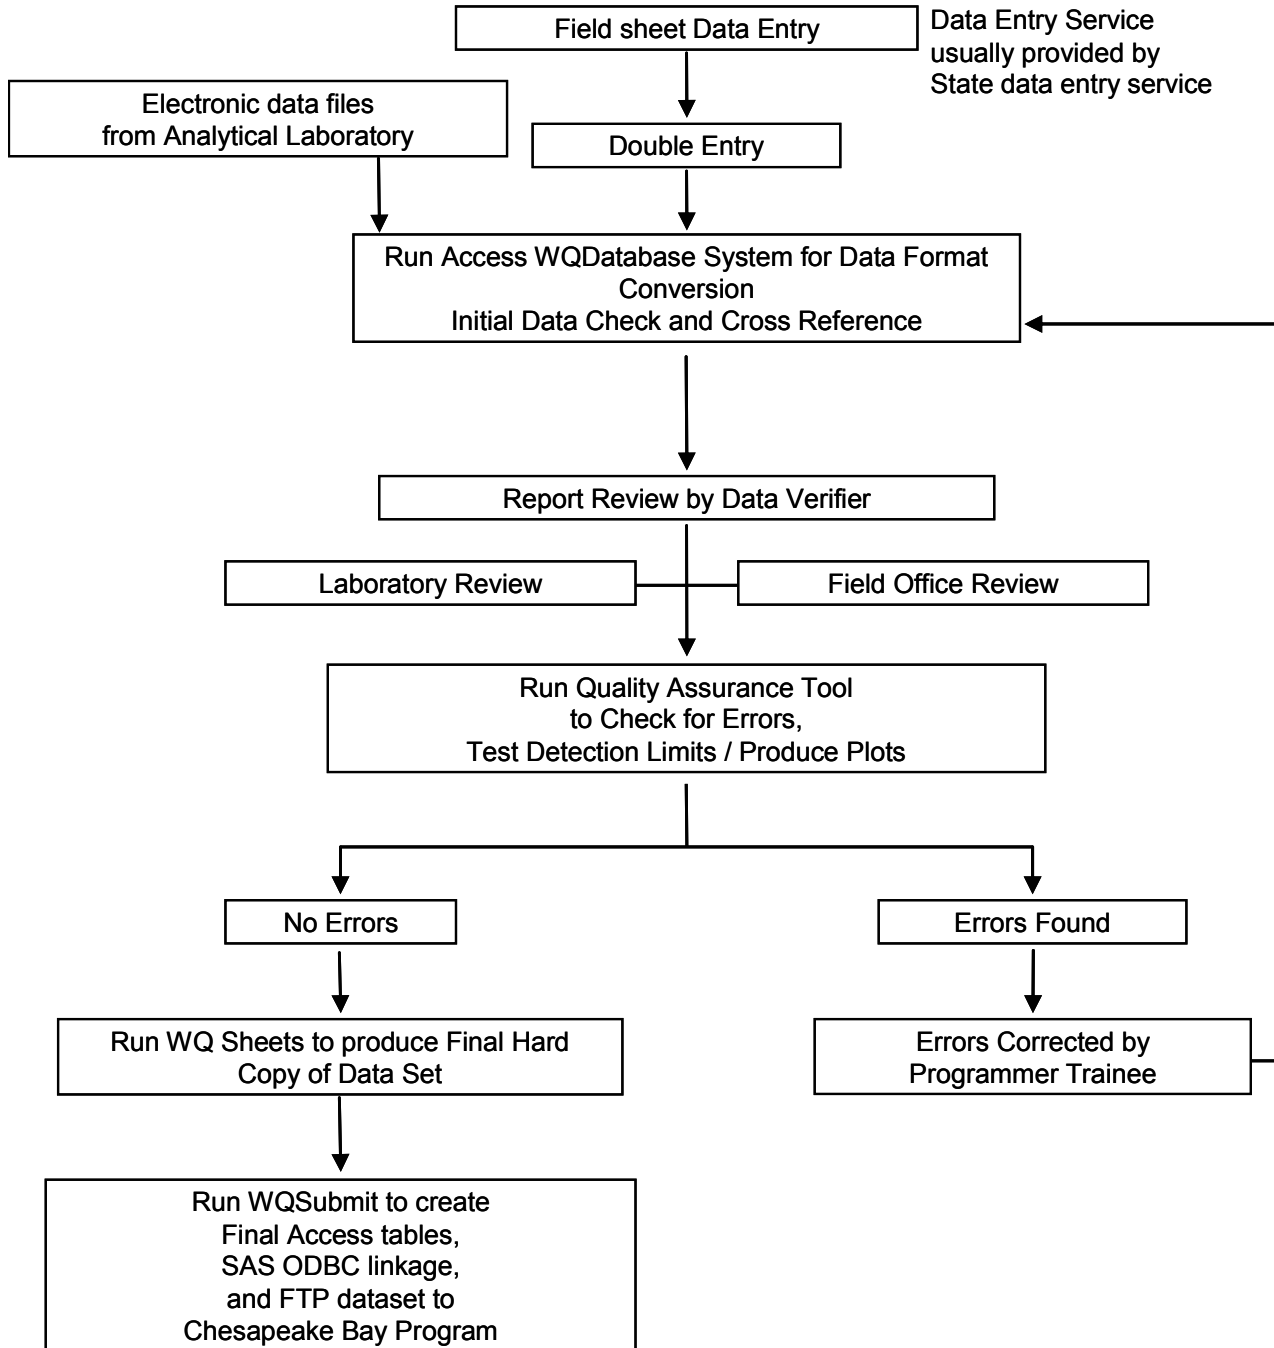 Field sheet Data Entry
Data Entry Service
usually provided by
State data entry service
Electronic data files
from Analytical Laboratory
Double Entry
Run Access WQDatabase System for Data Format
Conversion
Initial Data Check and Cross Reference
Report Review by Data Verifier
Laboratory Review
Field Office Review
Run Quality Assurance Tool
to Check for Errors,
Test Detection Limits / Produce Plots
No Errors
Errors Found
Run WQ Sheets to produce Final Hard
Copy of Data Set
Errors Corrected by
Programmer Trainee
Run WQSubmit to create
Final Access tables,
SAS ODBC linkage,
and FTP dataset to
Chesapeake Bay Program